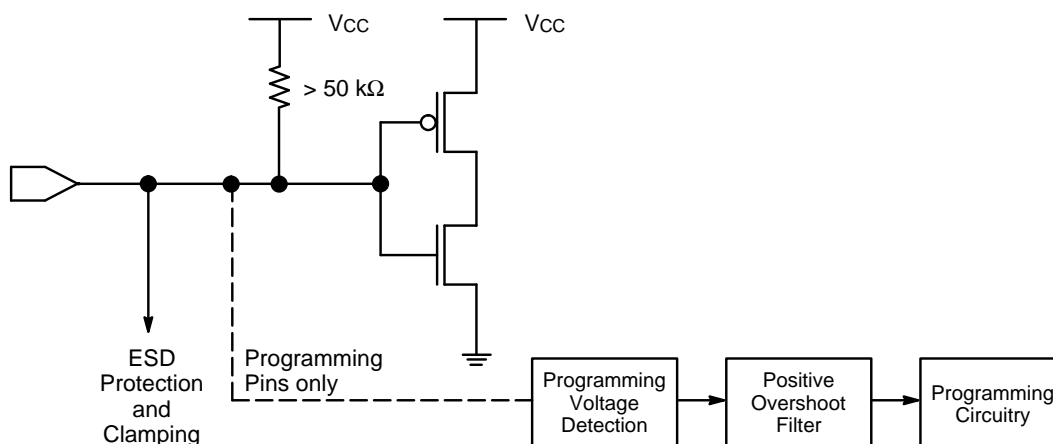 VCC
VCC
> 50 kΩ
ESD
Protection
and
Clamping
Programming
Pins only
Programming
Voltage
Detection
Positive
Overshoot
Filter
Programming
Circuitry